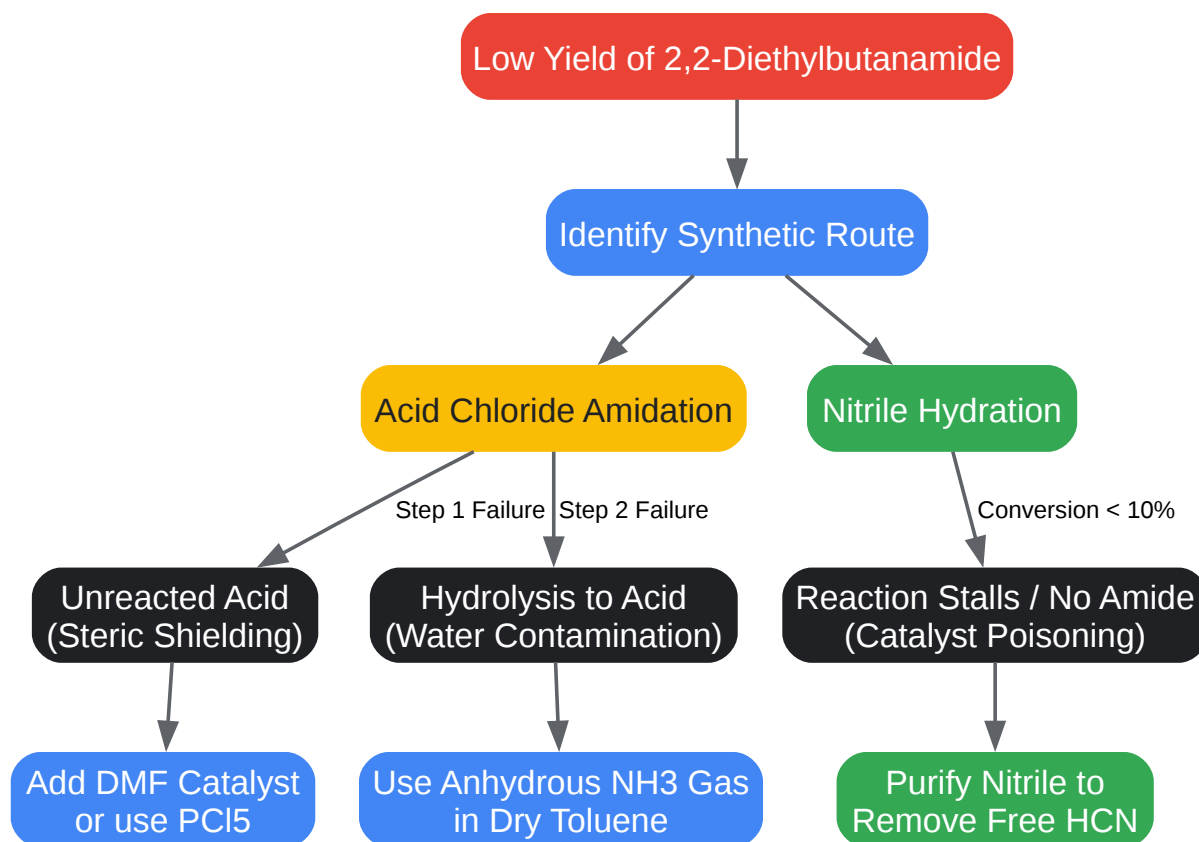 Low Yield of 2,2-Diethylbutanamide
Identify Synthetic Route
Acid Chloride Amidation
Nitrile Hydration
Step 1 Failure
Step 2 Failure
Conversion < 10%
Unreacted Acid
(Steric Shielding)
Hydrolysis to Acid
(Water Contamination)
Reaction Stalls / No Amide
(Catalyst Poisoning)
Add DMF Catalyst
or use PCl5
Use Anhydrous NH3 Gas
in Dry Toluene
Purify Nitrile to
Remove Free HCN